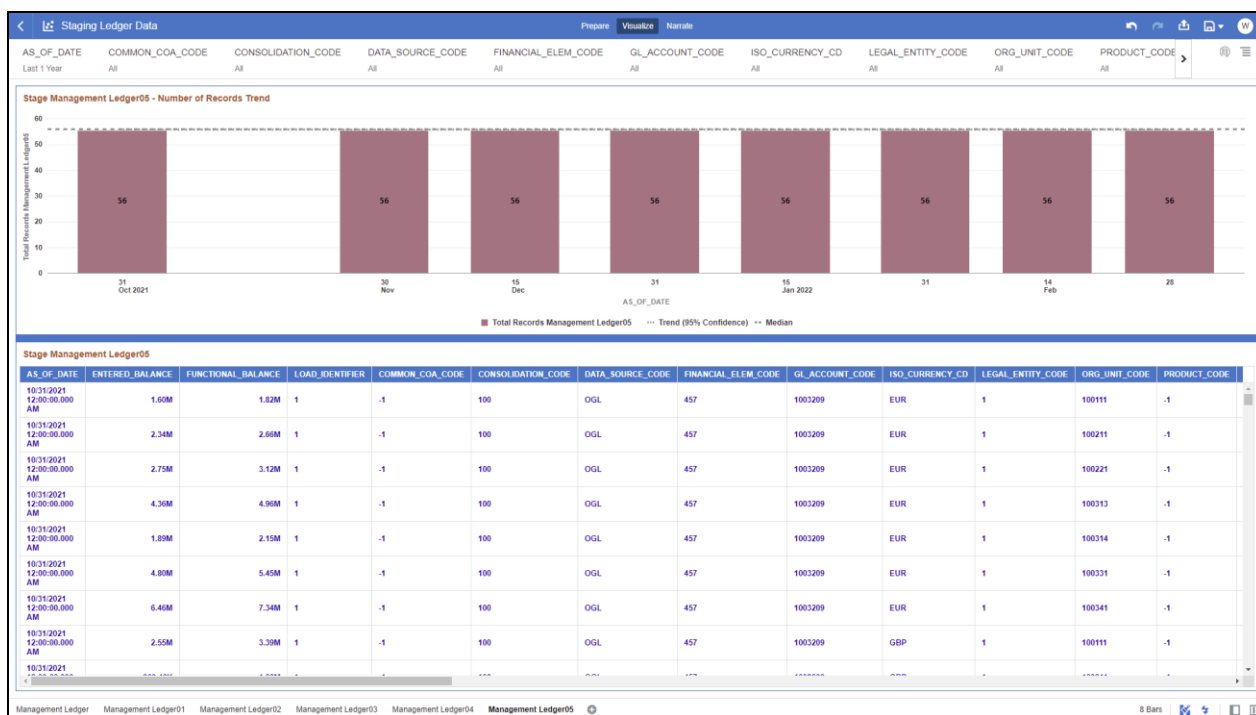 Staging Ledger Data
Prepare Visualize Narrate
W
AS_OF_DATE COMMON_COA_CODE CONSOLIDATION_CODE DATA_SOURCE_CODE FINANCIAL_ELEM_CODE GL_ACCOUNT_CODE ISO_CURRENCY_CD LEGAL_ENTITY_CODE ORG_UNIT_CODE PRODUCT_CODE
Last 1 Year All All All All All All All All All
Stage Management Ledger05 - Number of Records Trend
Total Records Management Ledger05
60
50
40
30
20
10
0
56 56 56 56 56 56 56 56
31 30 15 31 15 31 14 28
Oct 2021 Nov Dec Jan 2022 Feb
AS_OF_DATE
Total Records Management Ledger05 Trend (95% Confidence) Median
Stage Management Ledger05
AS_OF_DATE ENTERED_BALANCE FUNCTIONAL_BALANCE LOAD_IDENTIFIER COMMON_COA_CODE CONSOLIDATION_CODE DATA_SOURCE_CODE FINANCIAL_ELEM_CODE GL_ACCOUNT_CODE ISO_CURRENCY_CD LEGAL_ENTITY_CODE ORG_UNIT_CODE PRODUCT_CODE
10/31/2021
12:00:00.000 1.60M 1.82M 1 -1 100 OGL 457 1003209 EUR 1 100111 -1
AM
10/31/2021
12:00:00.000 2.34M 2.66M 1 -1 100 OGL 457 1003209 EUR 1 100211 -1
AM
10/31/2021
12:00:00.000 2.75M 3.12M 1 -1 100 OGL 457 1003209 EUR 1 100221 -1
AM
10/31/2021
12:00:00.000 4.36M 4.96M 1 -1 100 OGL 457 1003209 EUR 1 100313 -1
AM
10/31/2021
12:00:00.000 1.89M 2.15M 1 -1 100 OGL 457 1003209 EUR 1 100314 -1
AM
10/31/2021
12:00:00.000 4.80M 5.45M 1 -1 100 OGL 457 1003209 EUR 1 100331 -1
AM
10/31/2021
12:00:00.000 6.46M 7.34M 1 -1 100 OGL 457 1003209 EUR 1 100341 -1
AM
10/31/2021
12:00:00.000 2.55M 3.39M 1 -1 100 OGL 457 1003209 GBP 1 100111 -1
AM
10/31/2021
Management Ledger Management Ledger01 Management Ledger02 Management Ledger03 Management Ledger04 Management Ledger05 8 Bars